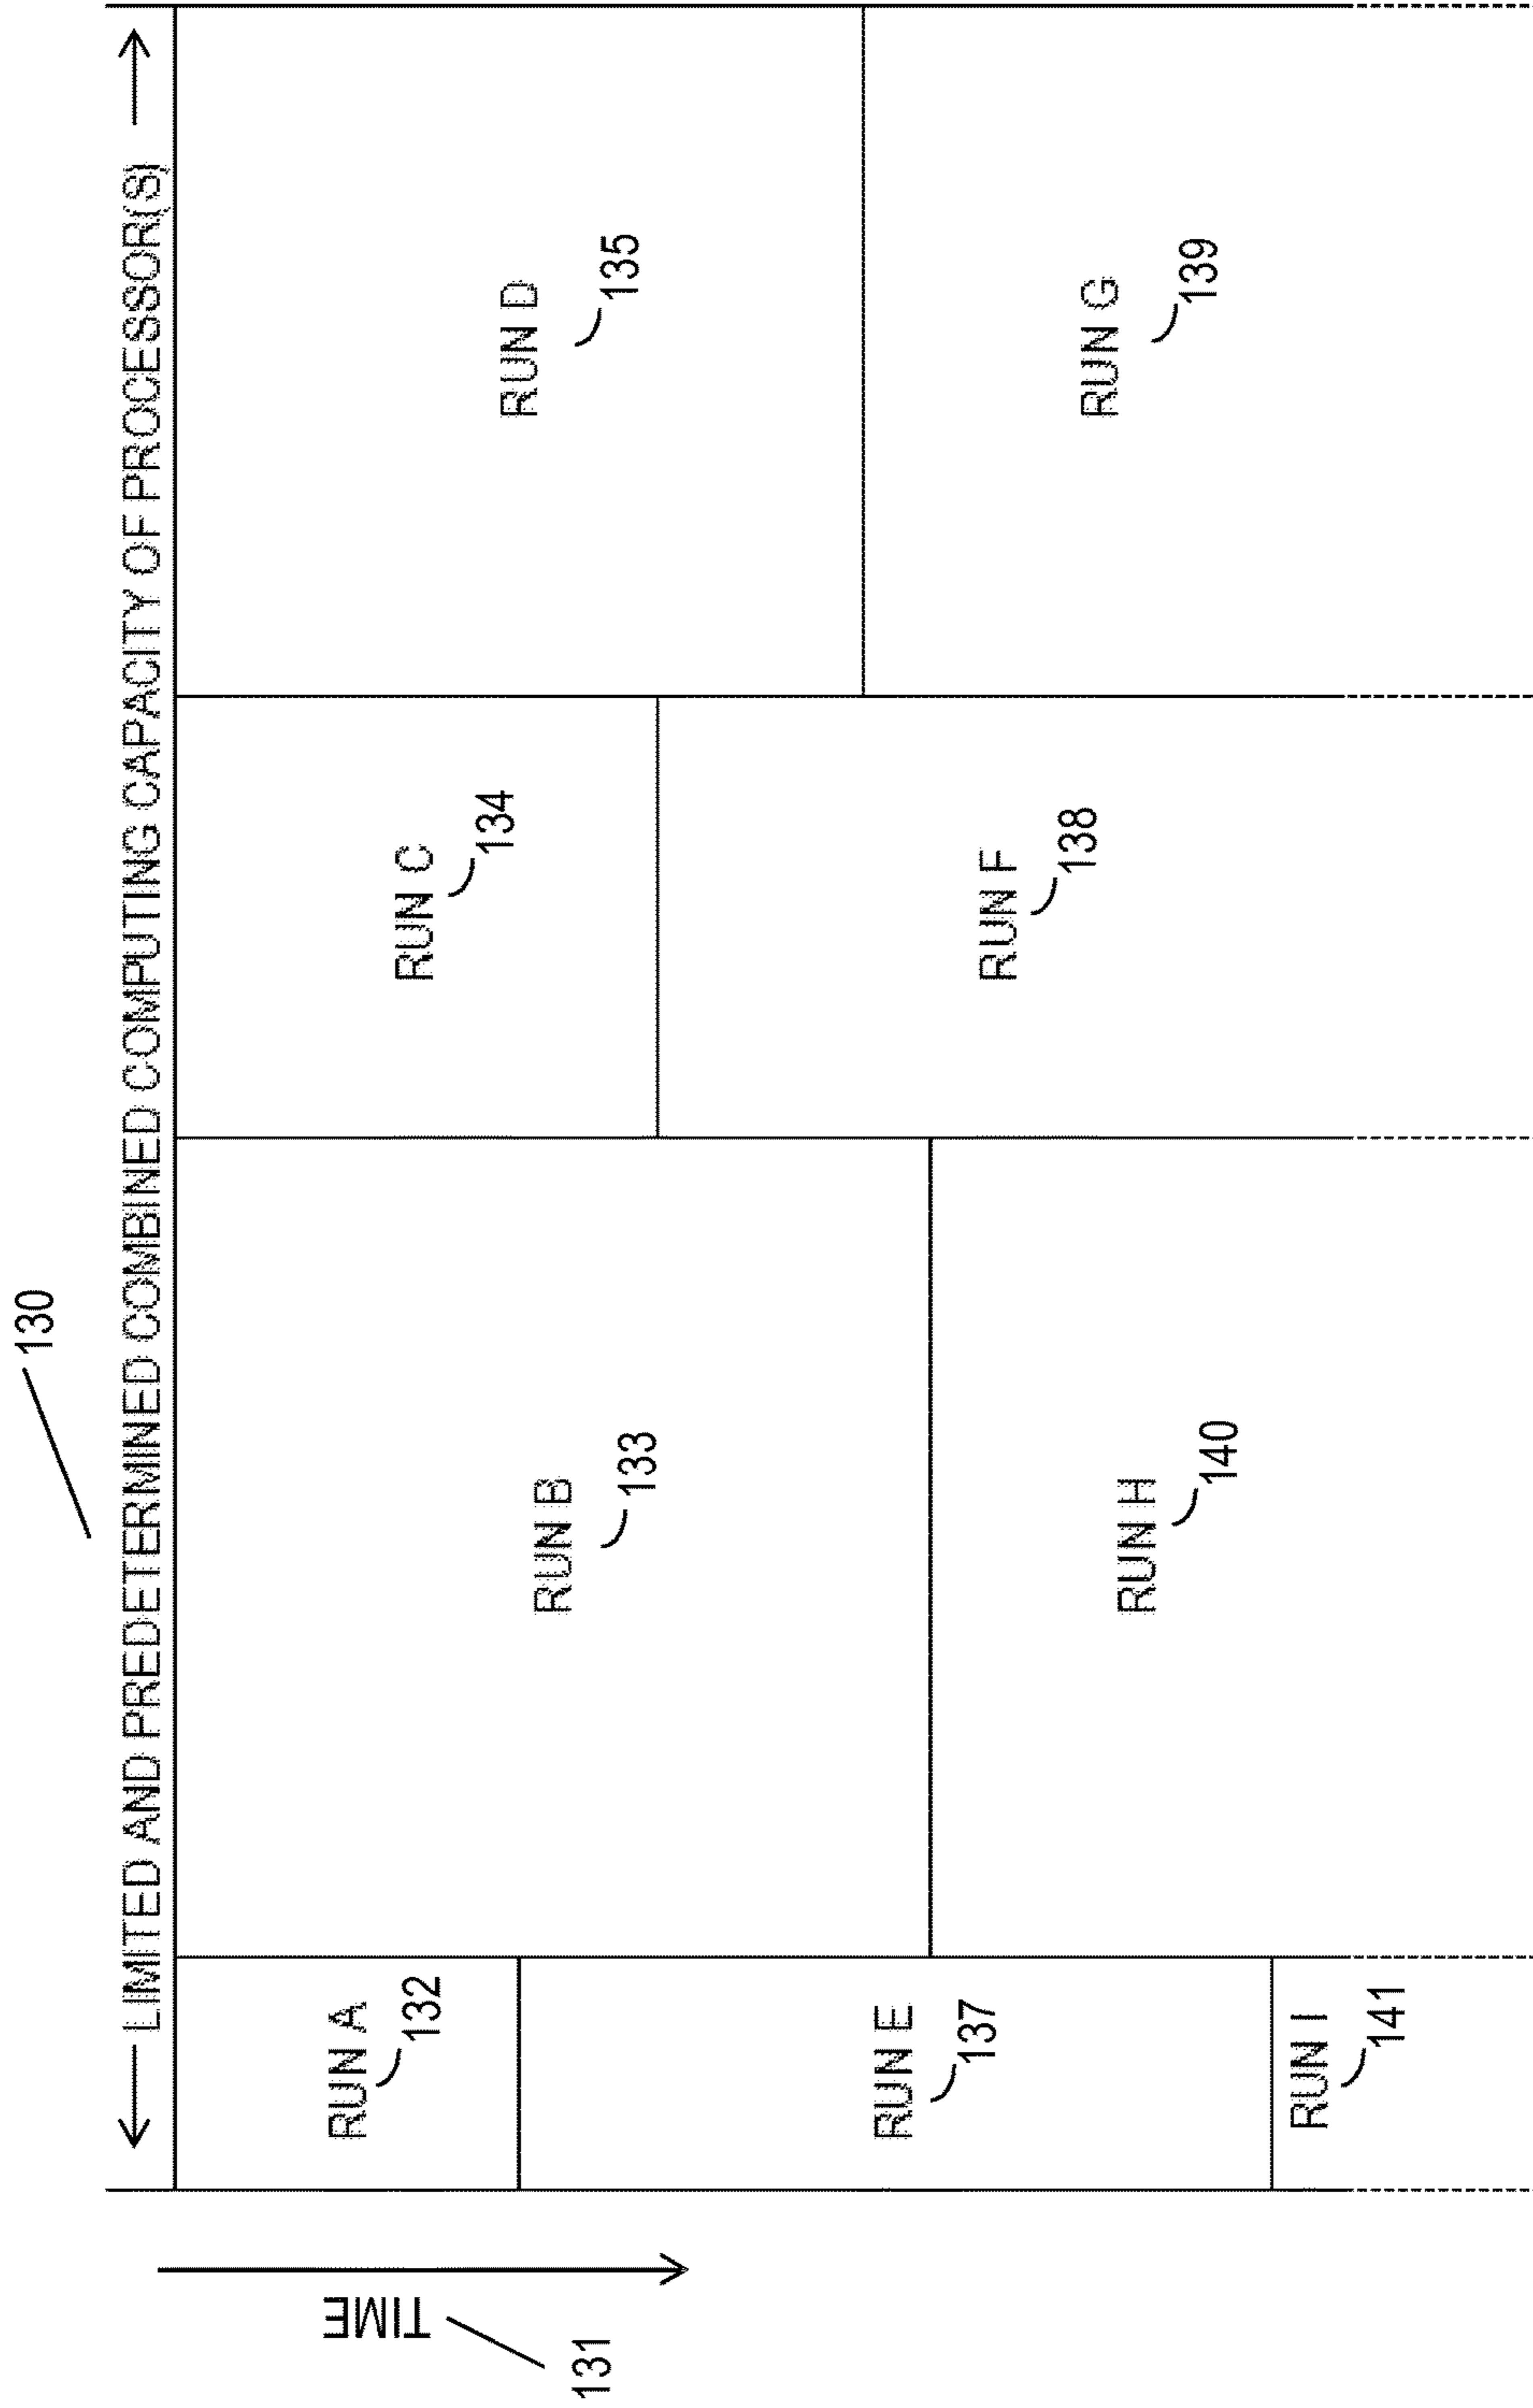 130
LIMITED AND PREDETERMINED COMBINED COMPUTING CAPACITY OF PROCESSOR(S)
TIME
131
RUN A
132
RUN B
133
RUN C
134
RUN D
135
RUN E
137
RUN F
138
RUN G
139
RUN H
140
RUN I
141